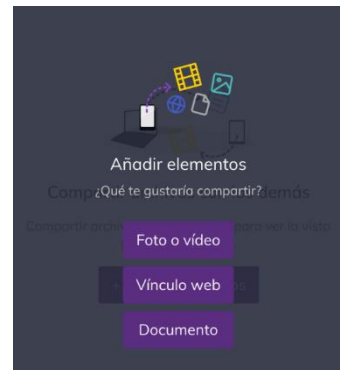 Añadir elementos
¿Qué te gustaría compartir?
Foto o vídeo
Vínculo web
Documento